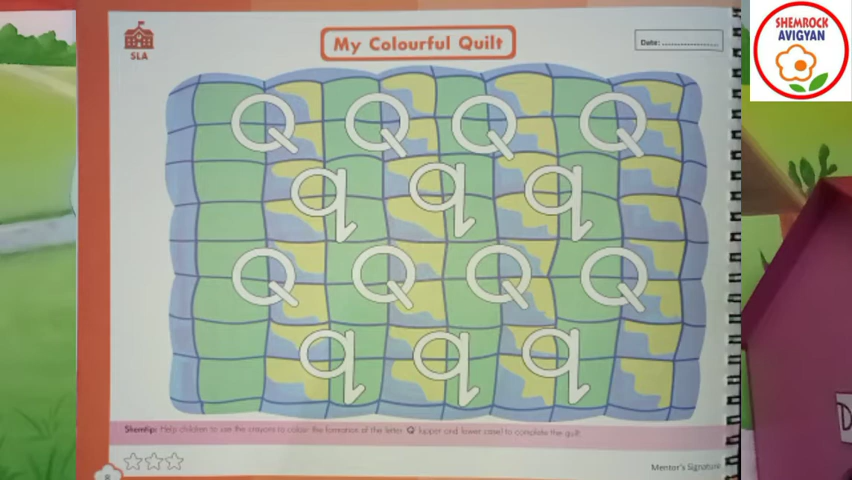 SLA
My Colourful Quilt
Date: ....................
SHEMROCK
AVIGYAN
Q Q Q Q
q q q
Q Q Q Q
q q q
Shemtip: Help children to use the crayons to colour the formation of the letter Q (upper and lower case) to complete the quilt.
8
Mentor's Signature
D